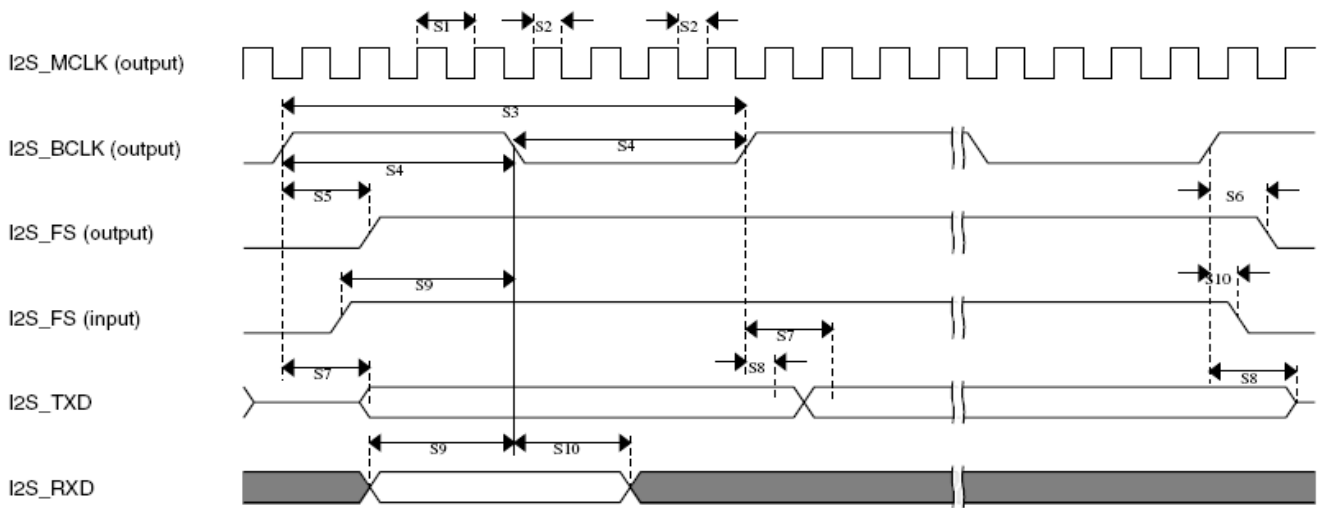 S1 S2 S2
I2S_MCLK (output)
S3
I2S_BCLK (output)
S4
S4
S5 S6
I2S_FS (output)
S9 S10
I2S_FS (input)
S7
S7 S8 S8
I2S_TXD
S9 S10
I2S_RXD